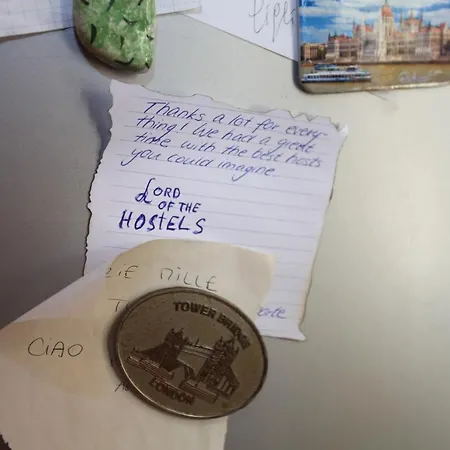 Thanks a lot for every-
thing! We had a great
time with the best hosts
you could imagine
LORD
OF THE
HOSTELS
ZIE MILLE
CIAO
TOWER BRIDGE
LONDON